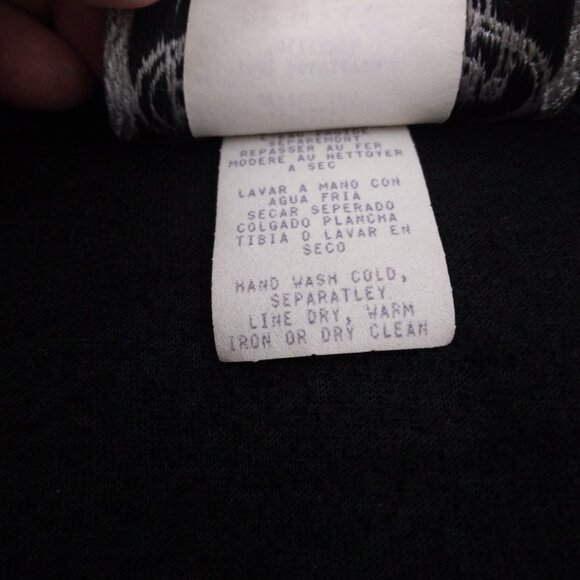 SEPAREMONT
REPASSER AU FER
MODERE AU NETTOYER
A SEC
LAVAR A MANO CON
AGUA FRIA
SECAR SEPERADO
COLGADO PLANCHA
TIBIA O LAVAR EN
SECO
HAND WASH COLD,
SEPARATLEY
LINE DRY, WARM
IRON OR DRY CLEAN